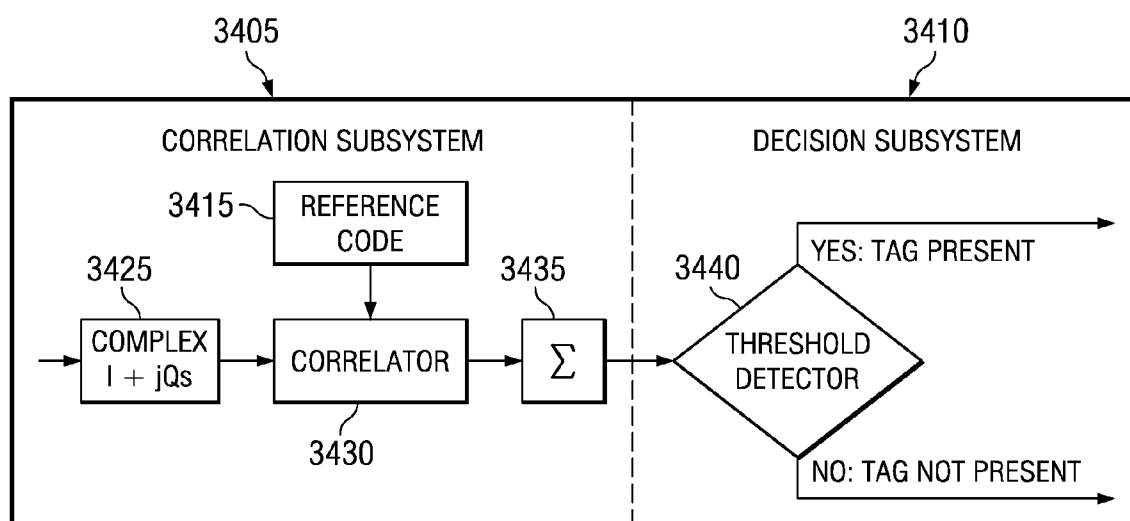 3405
3410
CORRELATION SUBSYSTEM
DECISION SUBSYSTEM
3415
REFERENCE
CODE
YES: TAG PRESENT
3425
3435
3440
COMPLEX
I + jQs
CORRELATOR
Σ
THRESHOLD
DETECTOR
3430
NO: TAG NOT PRESENT